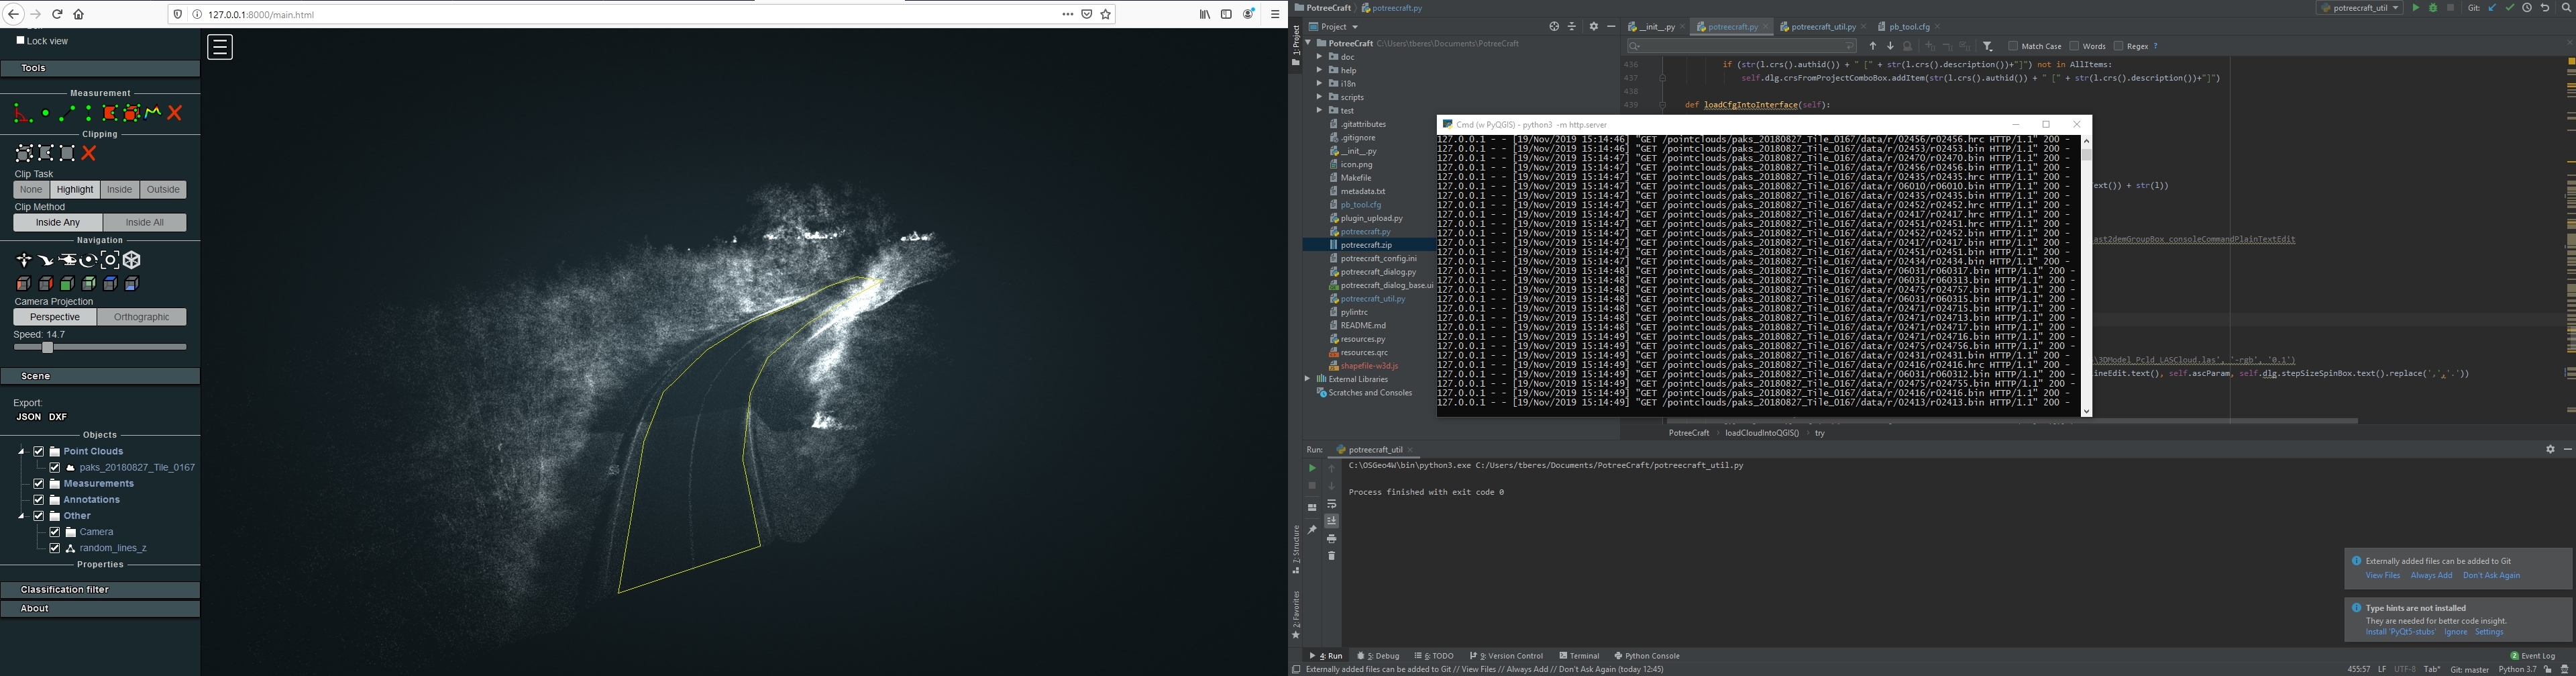 127.0.0.1:8000/main.html
Lock view
Tools
Measurement
Clipping
Clip Task
None Highlight Inside Outside
Clip Method
Inside Any Inside All
Navigation
Camera Projection
Perspective Orthographic
Speed: 14.7
Scene
Export:
JSON DXF
Objects
Point Clouds
paks_20180827_Tile_0167
Measurements
Annotations
Other
Camera
random_lines_z
Properties
Classification filter
About
PotreeCraft potreecraft.py
potreecraft_util
Git:
1: Project
Project
__init__.py potreecraft.py potreecraft_util.py pb_tool.cfg
Match Case Words Regex ?
PotreeCraft C:\Users\tberes\Documents\PotreeCraft
doc
help
i18n
scripts
test
.gitattributes
.gitignore
__init__.py
icon.png
Makefile
metadata.txt
pb_tool.cfg
plugin_upload.py
potreecraft.py
potreecraft.zip
potreecraft_config.ini
potreecraft_dialog.py
potreecraft_dialog_base.ui
potreecraft_util.py
pylintrc
README.md
resources.py
resources.qrc
shapefile-w3d.js
External Libraries
Scratches and Consoles
436 if (str(l.crs().authid()) + " [" + str(l.crs().description())+"]") not in AllItems:
437 self.dlg.crsFromProjectComboBox.addItem(str(l.crs().authid()) + " [" + str(l.crs().description())+"]")
438
439 def loadCfgIntoInterface(self):
Cmd (w PyQGIS) - python3 -m http.server
127.0.0.1 - - [19/Nov/2019 15:14:46] "GET /pointclouds/paks_20180827_Tile_0167/data/r/02456/r02456.hrc HTTP/1.1" 200 -
127.0.0.1 - - [19/Nov/2019 15:14:46] "GET /pointclouds/paks_20180827_Tile_0167/data/r/02453/r02453.bin HTTP/1.1" 200 -
127.0.0.1 - - [19/Nov/2019 15:14:47] "GET /pointclouds/paks_20180827_Tile_0167/data/r/02470/r02470.bin HTTP/1.1" 200 -
127.0.0.1 - - [19/Nov/2019 15:14:47] "GET /pointclouds/paks_20180827_Tile_0167/data/r/02456/r02456.bin HTTP/1.1" 200 -
127.0.0.1 - - [19/Nov/2019 15:14:47] "GET /pointclouds/paks_20180827_Tile_0167/data/r/02435/r02435.hrc HTTP/1.1" 200 -
127.0.0.1 - - [19/Nov/2019 15:14:47] "GET /pointclouds/paks_20180827_Tile_0167/data/r/06010/r06010.bin HTTP/1.1" 200 -
127.0.0.1 - - [19/Nov/2019 15:14:47] "GET /pointclouds/paks_20180827_Tile_0167/data/r/02435/r02435.bin HTTP/1.1" 200 -
127.0.0.1 - - [19/Nov/2019 15:14:47] "GET /pointclouds/paks_20180827_Tile_0167/data/r/02452/r02452.hrc HTTP/1.1" 200 -
127.0.0.1 - - [19/Nov/2019 15:14:47] "GET /pointclouds/paks_20180827_Tile_0167/data/r/02417/r02417.hrc HTTP/1.1" 200 -
127.0.0.1 - - [19/Nov/2019 15:14:47] "GET /pointclouds/paks_20180827_Tile_0167/data/r/02451/r02451.hrc HTTP/1.1" 200 -
127.0.0.1 - - [19/Nov/2019 15:14:47] "GET /pointclouds/paks_20180827_Tile_0167/data/r/02452/r02452.bin HTTP/1.1" 200 -
127.0.0.1 - - [19/Nov/2019 15:14:47] "GET /pointclouds/paks_20180827_Tile_0167/data/r/02417/r02417.bin HTTP/1.1" 200 -
127.0.0.1 - - [19/Nov/2019 15:14:47] "GET /pointclouds/paks_20180827_Tile_0167/data/r/02451/r02451.bin HTTP/1.1" 200 -
127.0.0.1 - - [19/Nov/2019 15:14:47] "GET /pointclouds/paks_20180827_Tile_0167/data/r/02434/r02434.bin HTTP/1.1" 200 -
127.0.0.1 - - [19/Nov/2019 15:14:48] "GET /pointclouds/paks_20180827_Tile_0167/data/r/06031/r060317.bin HTTP/1.1" 200 -
127.0.0.1 - - [19/Nov/2019 15:14:48] "GET /pointclouds/paks_20180827_Tile_0167/data/r/06031/r060313.bin HTTP/1.1" 200 -
127.0.0.1 - - [19/Nov/2019 15:14:48] "GET /pointclouds/paks_20180827_Tile_0167/data/r/02475/r024757.bin HTTP/1.1" 200 -
127.0.0.1 - - [19/Nov/2019 15:14:48] "GET /pointclouds/paks_20180827_Tile_0167/data/r/06031/r060315.bin HTTP/1.1" 200 -
127.0.0.1 - - [19/Nov/2019 15:14:48] "GET /pointclouds/paks_20180827_Tile_0167/data/r/02471/r024715.bin HTTP/1.1" 200 -
127.0.0.1 - - [19/Nov/2019 15:14:48] "GET /pointclouds/paks_20180827_Tile_0167/data/r/02471/r024713.bin HTTP/1.1" 200 -
127.0.0.1 - - [19/Nov/2019 15:14:48] "GET /pointclouds/paks_20180827_Tile_0167/data/r/02471/r024717.bin HTTP/1.1" 200 -
127.0.0.1 - - [19/Nov/2019 15:14:49] "GET /pointclouds/paks_20180827_Tile_0167/data/r/02471/r024716.bin HTTP/1.1" 200 -
127.0.0.1 - - [19/Nov/2019 15:14:49] "GET /pointclouds/paks_20180827_Tile_0167/data/r/02475/r024756.bin HTTP/1.1" 200 -
127.0.0.1 - - [19/Nov/2019 15:14:49] "GET /pointclouds/paks_20180827_Tile_0167/data/r/02431/r02431.bin HTTP/1.1" 200 -
127.0.0.1 - - [19/Nov/2019 15:14:49] "GET /pointclouds/paks_20180827_Tile_0167/data/r/02416/r02416.hrc HTTP/1.1" 200 -
127.0.0.1 - - [19/Nov/2019 15:14:49] "GET /pointclouds/paks_20180827_Tile_0167/data/r/06031/r060312.bin HTTP/1.1" 200 -
127.0.0.1 - - [19/Nov/2019 15:14:49] "GET /pointclouds/paks_20180827_Tile_0167/data/r/02475/r024755.bin HTTP/1.1" 200 -
127.0.0.1 - - [19/Nov/2019 15:14:49] "GET /pointclouds/paks_20180827_Tile_0167/data/r/02416/r02416.bin HTTP/1.1" 200 -
127.0.0.1 - - [19/Nov/2019 15:14:49] "GET /pointclouds/paks_20180827_Tile_0167/data/r/02413/r02413.bin HTTP/1.1" 200 -
ext()) + str(l))
ast2demGroupBox consoleCommandPlainTextEdit
\3DModel_Pcld_LASCloud.las', '-rgb', '0.1')
ineEdit.text(), self.ascParam, self.dlg.stepSizeSpinBox.text().replace(',','.'))
PotreeCraft loadCloudIntoQGIS() try
Run: potreecraft_util
C:\OSGeo4W\bin\python3.exe C:/Users/tberes/Documents/PotreeCraft/potreecraft_util.py
Process finished with exit code 0
7: Structure
2: Favorites
Externally added files can be added to Git
View Files Always Add Don't Ask Again
Type hints are not installed
They are needed for better code insight.
Install 'PyQt5-stubs' Ignore Settings
4: Run 5: Debug 6: TODO 9: Version Control Terminal Python Console
2 Event Log
Externally added files can be added to Git // View Files // Always Add // Don't Ask Again (today 12:45)
455:57 LF UTF-8 Tab* Git: master Python 3.7